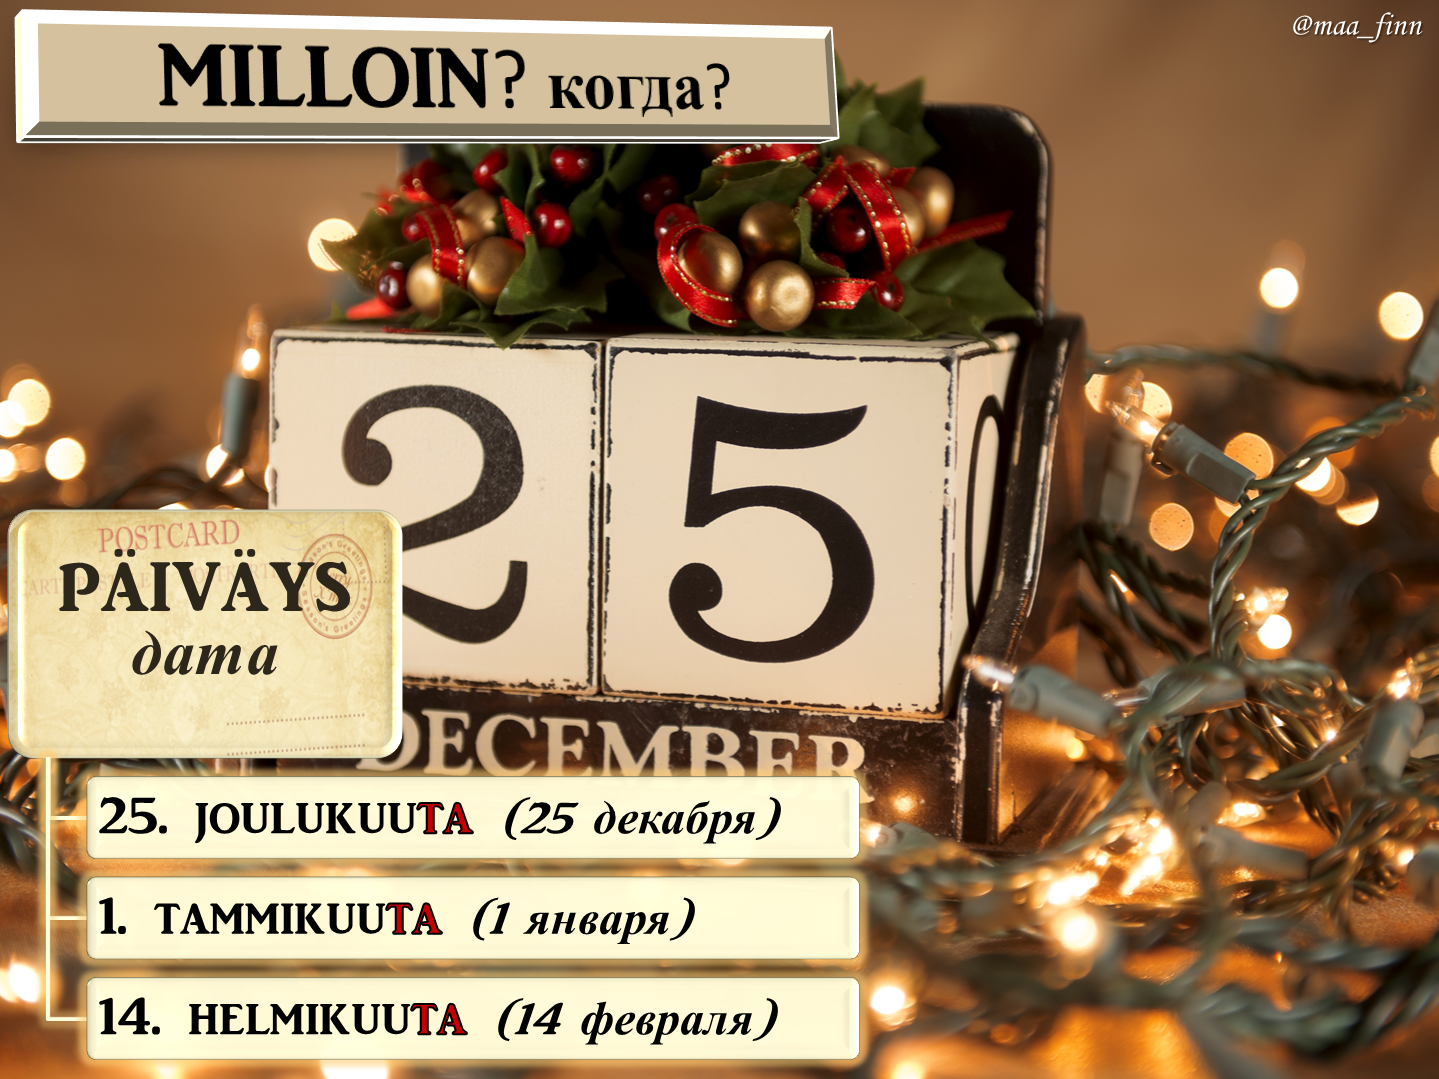 @maa_finn
MILLOIN? когда?
25
DECEMBER
POSTCARD
PÄIVÄYS
дата
25. JOULUKUUTA (25 декабря)
1. TAMMIKUUTA (1 января)
14. HELMIKUUTA (14 февраля)